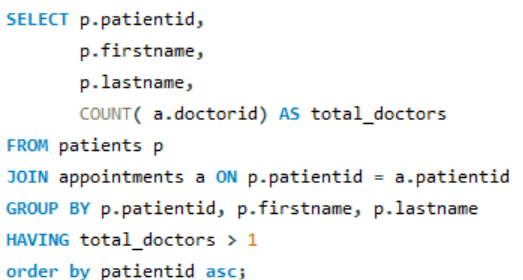 SELECT p.patientid,
       p.firstname,
       p.lastname,
       COUNT( a.doctorid) AS total_doctors
FROM patients p
JOIN appointments a ON p.patientid = a.patientid
GROUP BY p.patientid, p.firstname, p.lastname
HAVING total_doctors > 1
order by patientid asc;